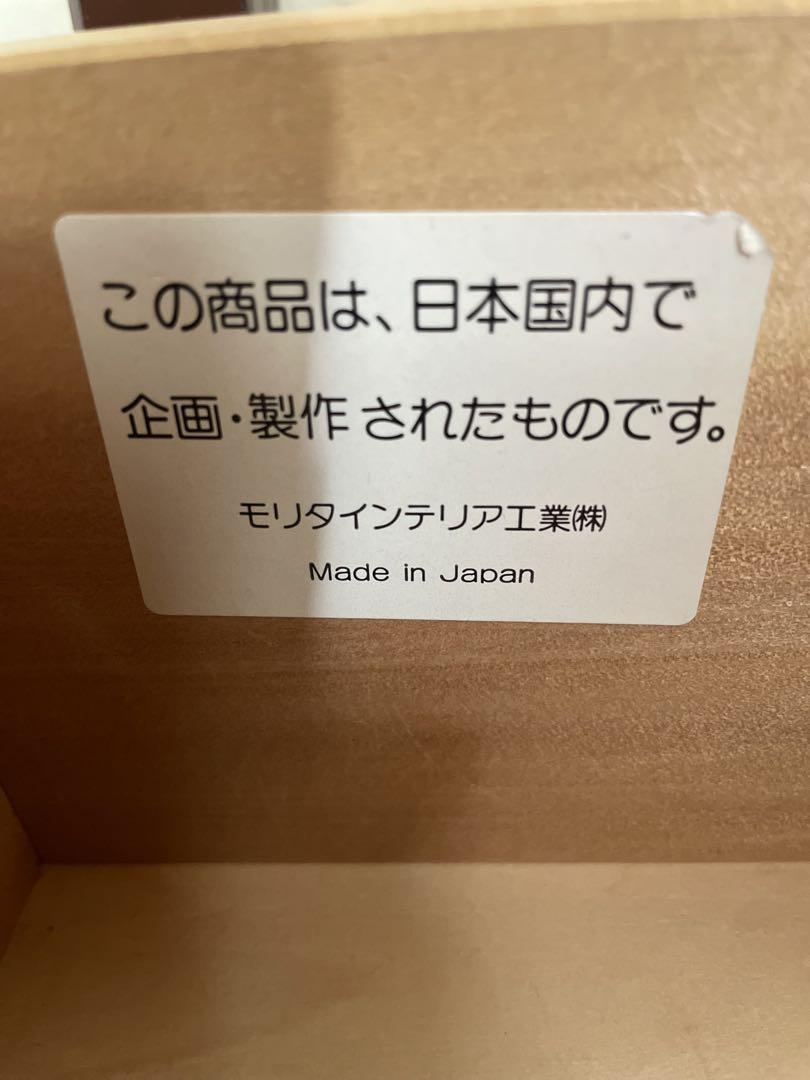 この商品は、日本国内で
企画・製作されたものです。
モリタインテリア工業㈱
Made in Japan